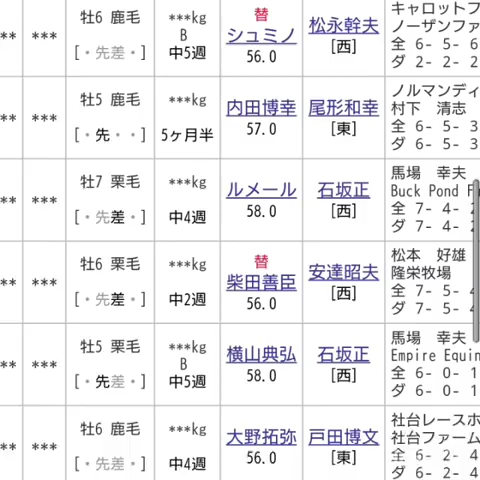 ** *** 牡6 鹿毛 ***kg 替 シュミノ 松永幹夫 キャロットフ
[・先差・] B 中5週 56.0 [西] ノーザンファ
全 6- 5- 6
ダ 2- 2- 2
** *** 牡5 鹿毛 ***kg 内田博幸 尾形和幸 ノルマンディ
[・先・・] 5ヶ月半 57.0 [東] 村下 清志
全 6- 5- 3
ダ 6- 5- 3
** *** 牡7 栗毛 ***kg ルメール 石坂正 馬場 幸夫
[・先差・] 中4週 58.0 [西] Buck Pond F
全 7- 4- 2
ダ 7- 4- 2
** *** 牡6 栗毛 ***kg 替 柴田善臣 安達昭夫 松本 好雄
[・先差・] 中2週 56.0 [西] 隆栄牧場
全 7- 5- 4
ダ 7- 5- 4
** *** 牡5 栗毛 ***kg 横山典弘 石坂正 馬場 幸夫
[・先差・] B 中5週 58.0 [西] Empire Equin
全 6- 0- 1
ダ 6- 0- 1
** *** 牡6 鹿毛 ***kg 大野拓弥 戸田博文 社台レースホ
[・先差・] 中4週 56.0 [東] 社台ファーム
全 6- 2- 4
ダ 6- 2- 4